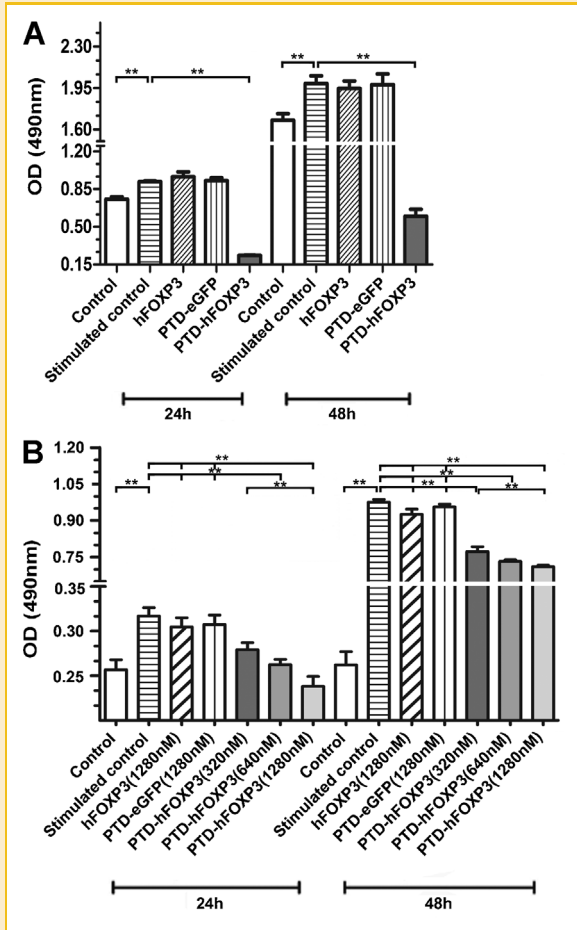 A
OD (490nm)
2.30
1.95
1.60
1.20
0.85
0.50
0.15
** ** ** **
Control Stimulated control hFOXP3 PTD-eGFP PTD-hFOXP3 Control Stimulated control hFOXP3 PTD-eGFP PTD-hFOXP3
24h 48h
B
OD (490nm)
1.20
1.05
0.90
0.75
0.35
0.30
0.25
** **
** **
** ** ** ** **
Control Stimulated control hFOXP3(1280nM) PTD-eGFP(1280nM) PTD-hFOXP3(320nM) PTD-hFOXP3(640nM) PTD-hFOXP3(1280nM) Control Stimulated control hFOXP3(1280nM) PTD-eGFP(1280nM) PTD-hFOXP3(320nM) PTD-hFOXP3(640nM) PTD-hFOXP3(1280nM)
24h 48h